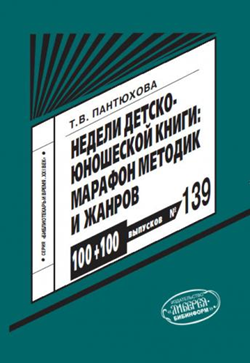 Т.В. ПАНТЮХОВА
НЕДЕЛИ ДЕТСКО-
ЮНОШЕСКОЙ КНИГИ:
МАРАФОН МЕТОДИК
И ЖАНРОВ
100+100
ВЫПУСКОВ
№ 139
• СЕРИЯ «БИБЛИОТЕКАРЬ И ВРЕМЯ. XXI ВЕК» •
ИЗДАТЕЛЬСТВО
"ЛИБЕРЕЯ-
БИБИНФОРМ"